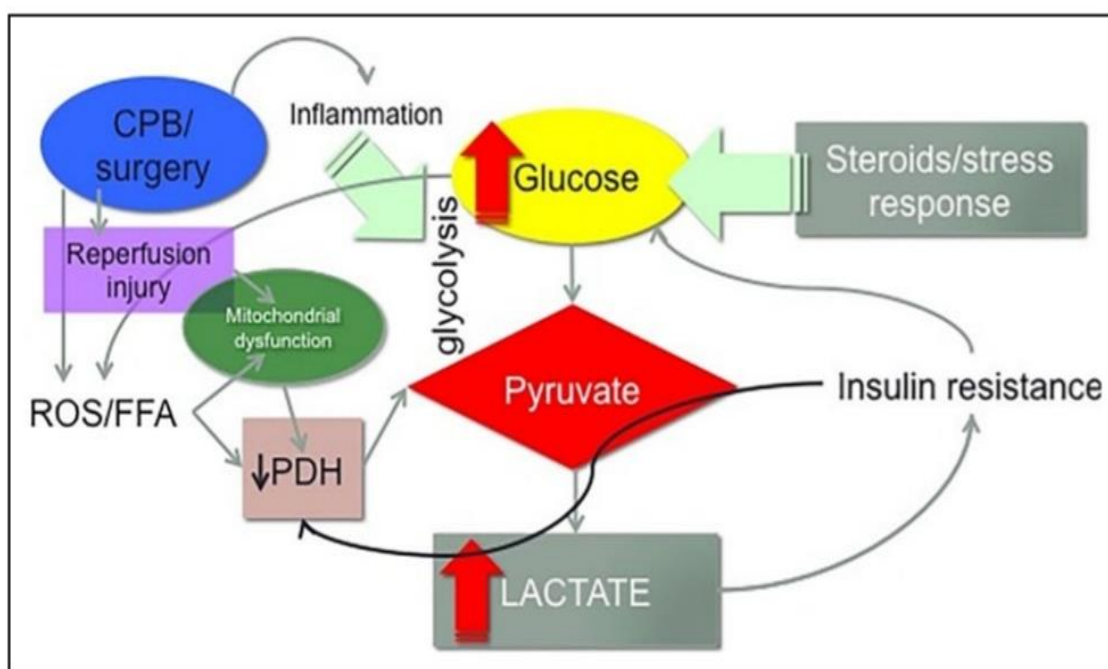 CPB/
surgery
Inflammation
Glucose
Steroids/stress
response
Reperfusion
injury
glycolysis
Mitochondrial
dysfunction
Pyruvate
Insulin resistance
ROS/FFA
↓PDH
LACTATE